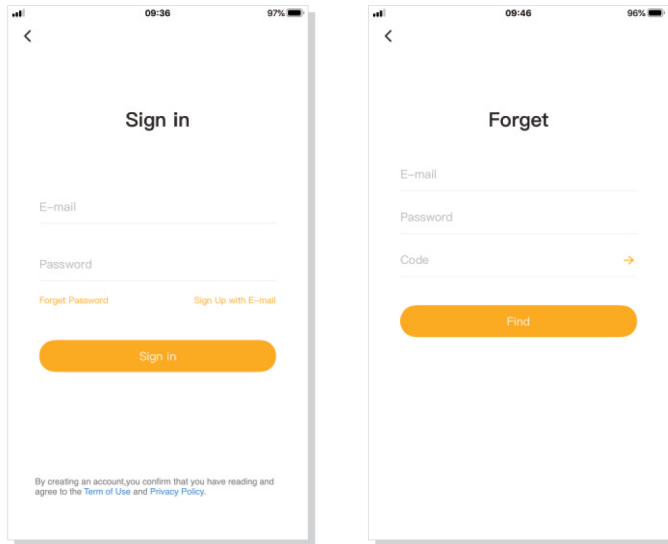 09:36
97%
Sign in
E-mail
Password
Forget Password
Sign Up with E-mail
Sign in
By creating an account,you confirm that you have reading and
agree to the Term of Use and Privacy Policy.
09:46
96%
Forget
E-mail
Password
Code
Find